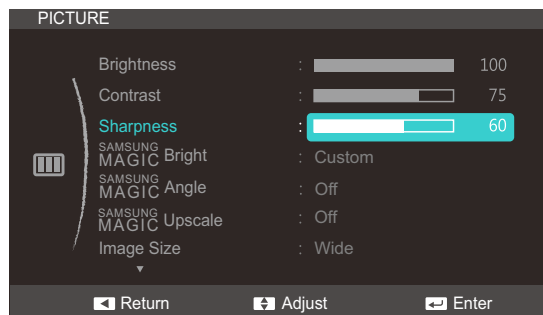 PICTURE
Brightness : 100
Contrast : 75
Sharpness : 60
SAMSUNG MAGIC Bright : Custom
SAMSUNG MAGIC Angle : Off
SAMSUNG MAGIC Upscale : Off
Image Size : Wide
Return Adjust Enter